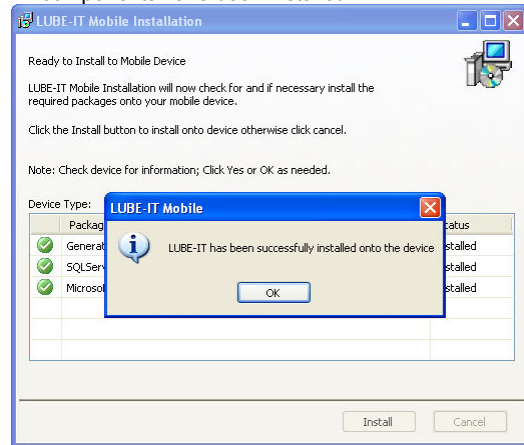 LUBE-IT Mobile Installation
Ready to Install to Mobile Device
LUBE-IT Mobile Installation will now check for and if necessary install the
required packages onto your mobile device.
Click the Install button to install onto device otherwise click cancel.
Note: Check device for information; Click Yes or OK as needed.
Device Type:
LUBE-IT Mobile
LUBE-IT has been successfully installed onto the device
OK
Install
Cancel